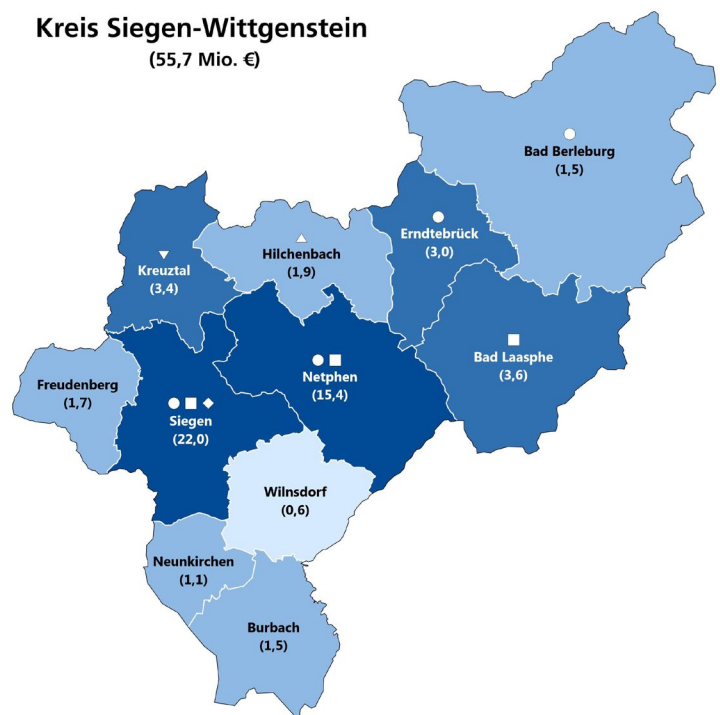 Kreis Siegen-Wittgenstein
(55,7 Mio. €)
Bad Berleburg
(1,5)
Erndtebrück
(3,0)
Hilchenbach
(1,9)
Kreuztal
(3,4)
Bad Laasphe
(3,6)
Netphen
(15,4)
Freudenberg
(1,7)
Siegen
(22,0)
Wilnsdorf
(0,6)
Neunkirchen
(1,1)
Burbach
(1,5)